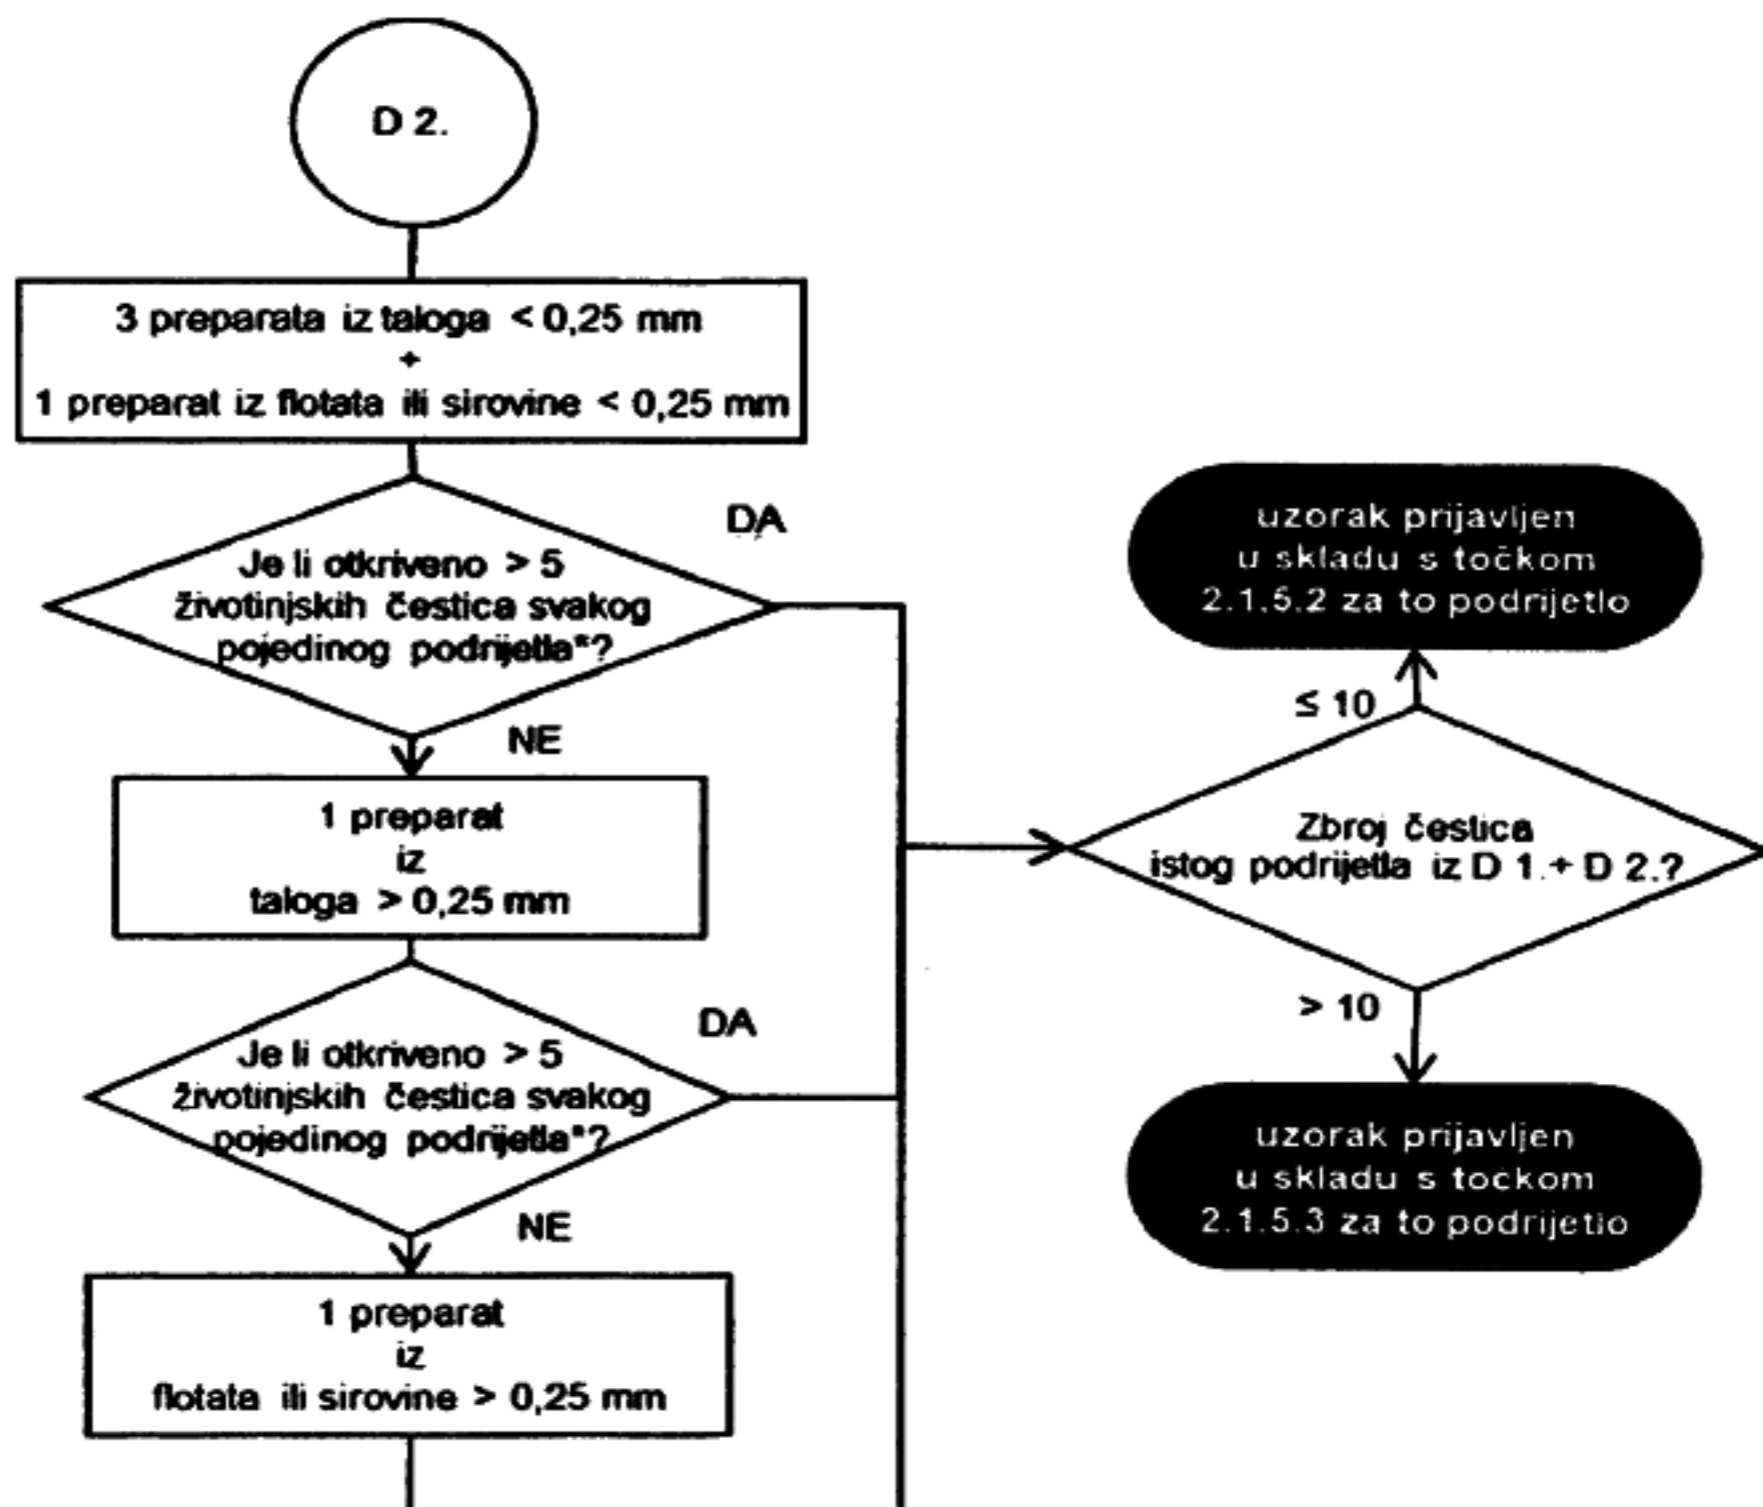 D 2.
3 preparata iz taloga < 0,25 mm
+
1 preparat iz flotata ili sirovine < 0,25 mm
DA
Je li otkriveno > 5
životinjskih čestica svakog
pojedinog podrijetla*?
NE
1 preparat
iz
taloga > 0,25 mm
DA
Je li otkriveno > 5
životinjskih čestica svakog
pojedinog podrijetla*?
NE
1 preparat
iz
flotata ili sirovine > 0,25 mm
uzorak prijavljen
u skladu s točkom
2.1.5.2 za to podrijetlo
≤ 10
Zbroj čestica
istog podrijetla iz D 1.+ D 2.?
> 10
uzorak prijavljen
u skladu s točkom
2.1.5.3 za to podrijetlo